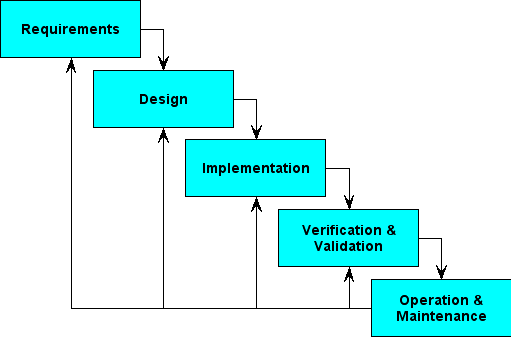 Requirements
Design
Implementation
Verification &
Validation
Operation &
Maintenance